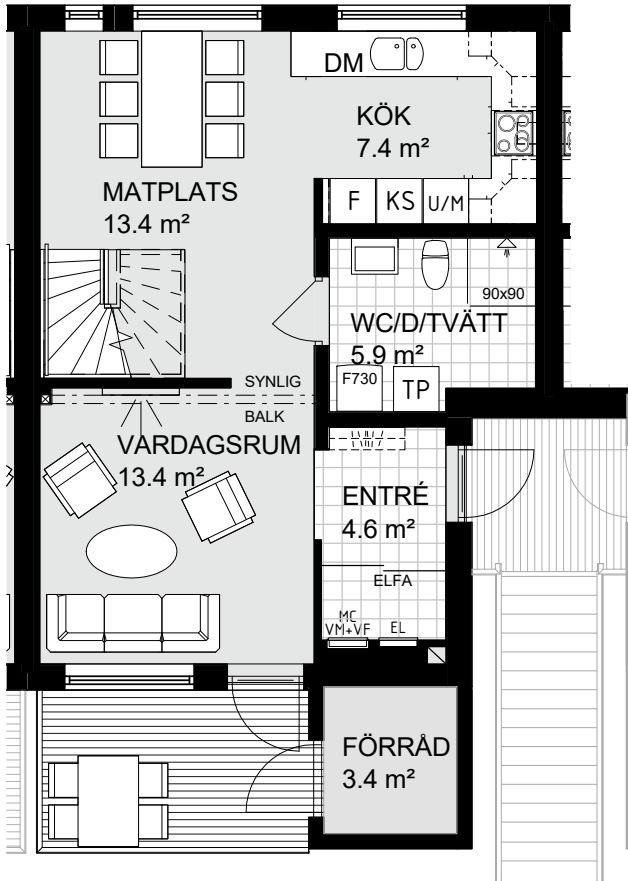 DM
KÖK
7.4 m²
F
KS
U/M
MATPLATS
13.4 m²
90x90
WC/D/TVÄTT
5.9 m²
F730
TP
SYNLIG
BALK
VARDAGSRUM
13.4 m²
ENTRÉ
4.6 m²
ELFA
MC
VM+VF
EL
FÖRRÅD
3.4 m²